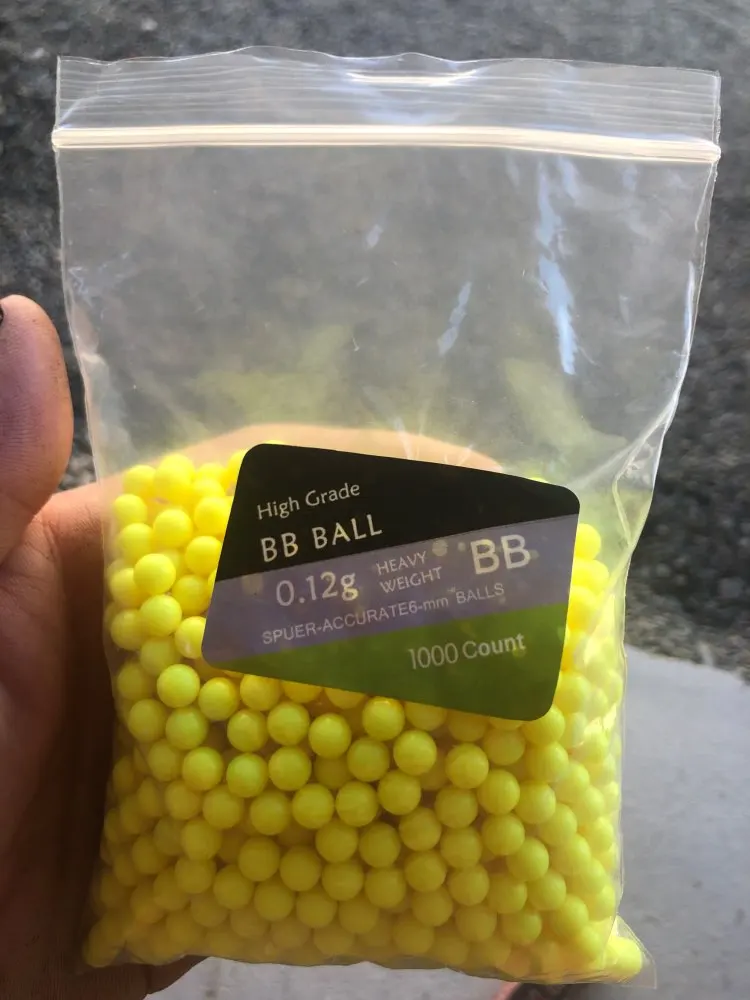 High Grade
BB BALL
0.12g HEAVY WEIGHT BB
SPUER-ACCURATE6-mm "BALLS
1000 Count